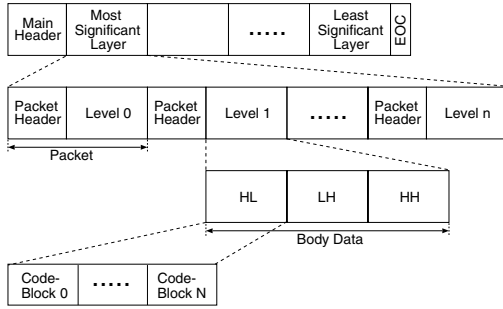 Main
Header
Most
Significant
Layer
.....
Least
Significant
Layer
EOC
Packet
Header
Level 0
Packet
Header
Level 1
.....
Packet
Header
Level n
Packet
HL
LH
HH
Body Data
Code-
Block 0
.....
Code-
Block N